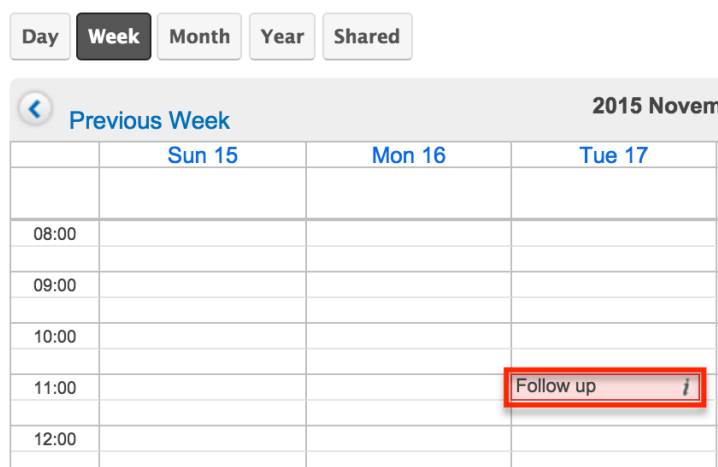 Day Week Month Year Shared
Previous Week 2015 Novem
Sun 15 Mon 16 Tue 17
08:00
09:00
10:00
11:00 Follow up i
12:00